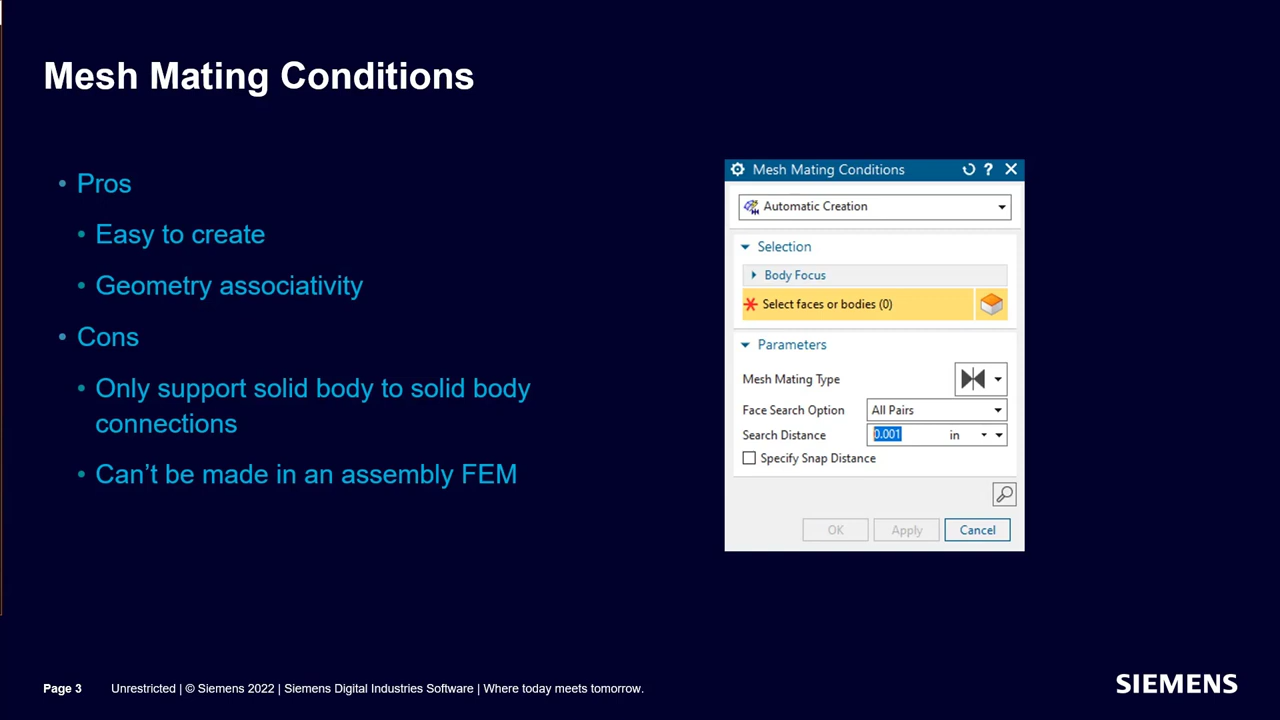 Mesh Mating Conditions
• Pros
• Easy to create
• Geometry associativity
• Cons
• Only support solid body to solid body
connections
• Can't be made in an assembly FEM
Mesh Mating Conditions ?
Automatic Creation
Selection
Body Focus
* Select faces or bodies (0)
Parameters
Mesh Mating Type
Face Search Option All Pairs
Search Distance 0.001 in
Specify Snap Distance
OK Apply Cancel
Page 3 Unrestricted | © Siemens 2022 | Siemens Digital Industries Software | Where today meets tomorrow.
SIEMENS